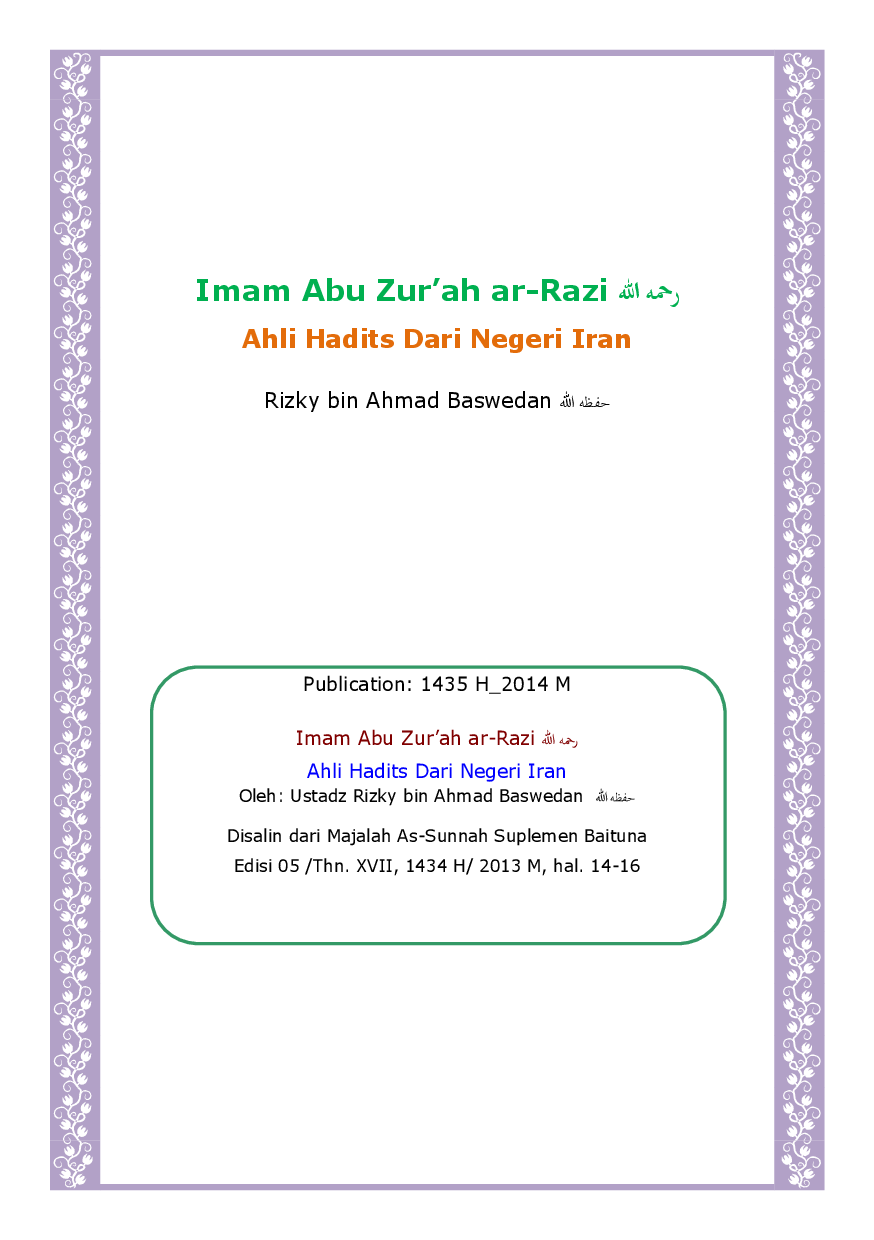 Imam Abu Zur’ah ar-Razi رحمه الله
Ahli Hadits Dari Negeri Iran
Rizky bin Ahmad Baswedan حفظه الله
Publication: 1435 H_2014 M
Imam Abu Zur’ah ar-Razi رحمه الله
Ahli Hadits Dari Negeri Iran
Oleh: Ustadz Rizky bin Ahmad Baswedan حفظه الله
Disalin dari Majalah As-Sunnah Suplemen Baituna
Edisi 05 /Thn. XVII, 1434 H/ 2013 M, hal. 14-16